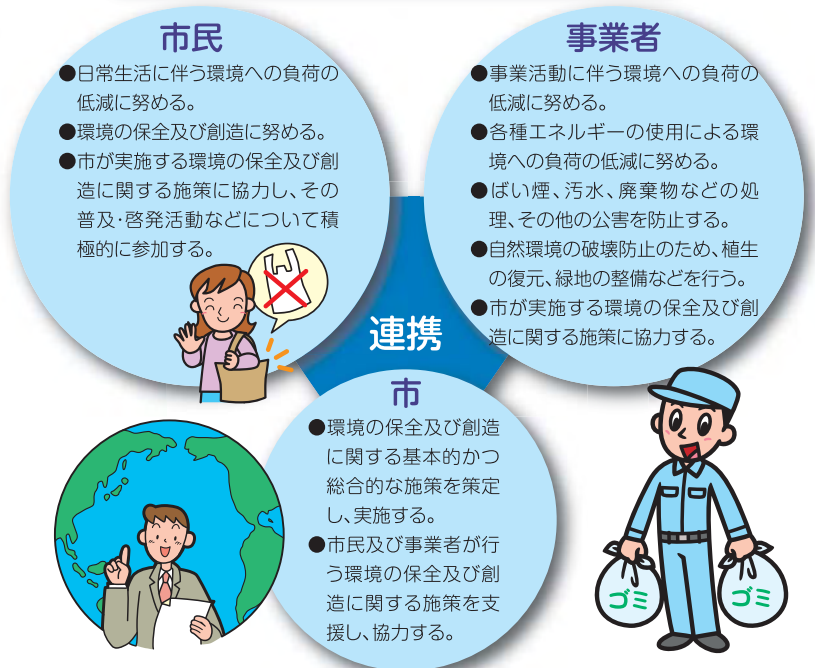 市民
●日常生活に伴う環境への負荷の
低減に努める。
●環境の保全及び創造に努める。
●市が実施する環境の保全及び創
造に関する施策に協力し、その
普及・啓発活動などについて積
極的に参加する。
事業者
●事業活動に伴う環境への負荷の
低減に努める。
●各種エネルギーの使用による環
境への負荷の低減に努める。
●ばい煙、汚水、廃棄物などの処
理、その他の公害を防止する。
●自然環境の破壊防止のため、植生
の復元、緑地の整備などを行う。
●市が実施する環境の保全及び創
造に関する施策に協力する。
連携
市
●環境の保全及び創造
に関する基本的かつ
総合的な施策を策定
し、実施する。
●市民及び事業者が行
う環境の保全及び創
造に関する施策を支
援し、協力する。
ゴミ
ゴミ